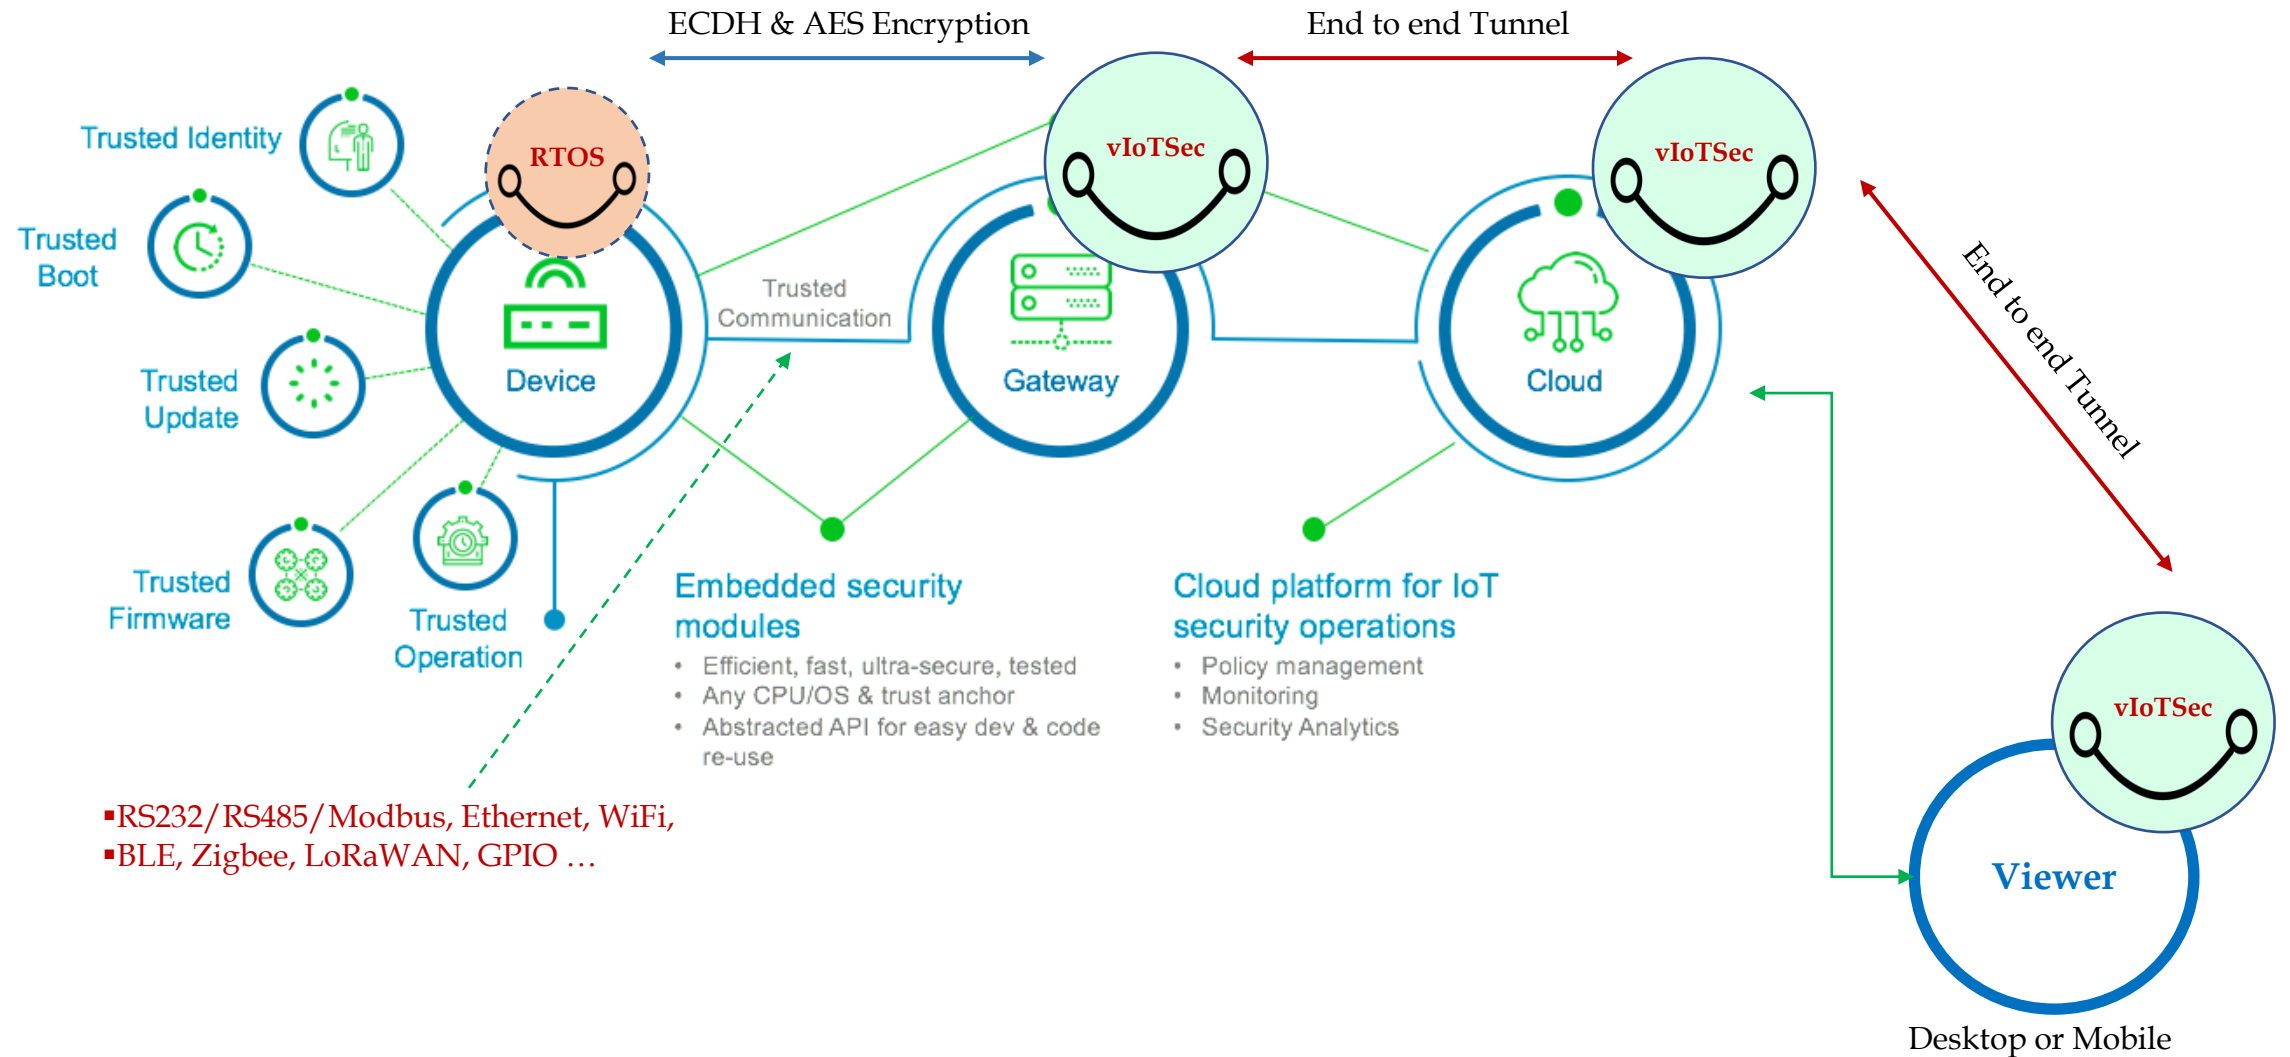 ECDH & AES Encryption
End to end Tunnel
Trusted Identity
RTOS
vIoTSec
vIoTSec
Trusted
Boot
Trusted
Communication
End to end Tunnel
Trusted
Update
Device
Gateway
Cloud
Trusted
Firmware
Trusted
Operation
Embedded security
modules
• Efficient, fast, ultra-secure, tested
• Any CPU/OS & trust anchor
• Abstracted API for easy dev & code
re-use
Cloud platform for IoT
security operations
• Policy management
• Monitoring
• Security Analytics
vIoTSec
▪RS232/RS485/Modbus, Ethernet, WiFi,
▪BLE, Zigbee, LoRaWAN, GPIO …
Viewer
Desktop or Mobile